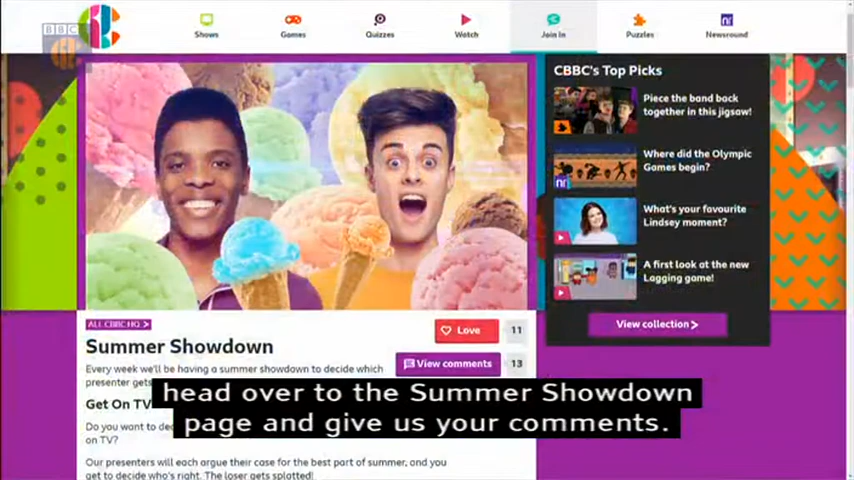 BBC
Shows
Games
Quizzes
Watch
Join In
Puzzles
Newsround
nr
CBBC's Top Picks
Piece the band back
together in this jigsaw!
Where did the Olympic
Games begin?
nr
What's your favourite
Lindsey moment?
A first look at the new
Lagging game!
View collection
ALL CBBC HQ
Love
11
Summer Showdown
View comments
13
Every week we'll be having a summer showdown to decide which
presenter gets
Get On TV
Do you want to dec
on TV?
head over to the Summer Showdown
page and give us your comments.
Our presenters will each argue their case for the best part of summer, and you
get to decide who's right. The loser gets splatted!